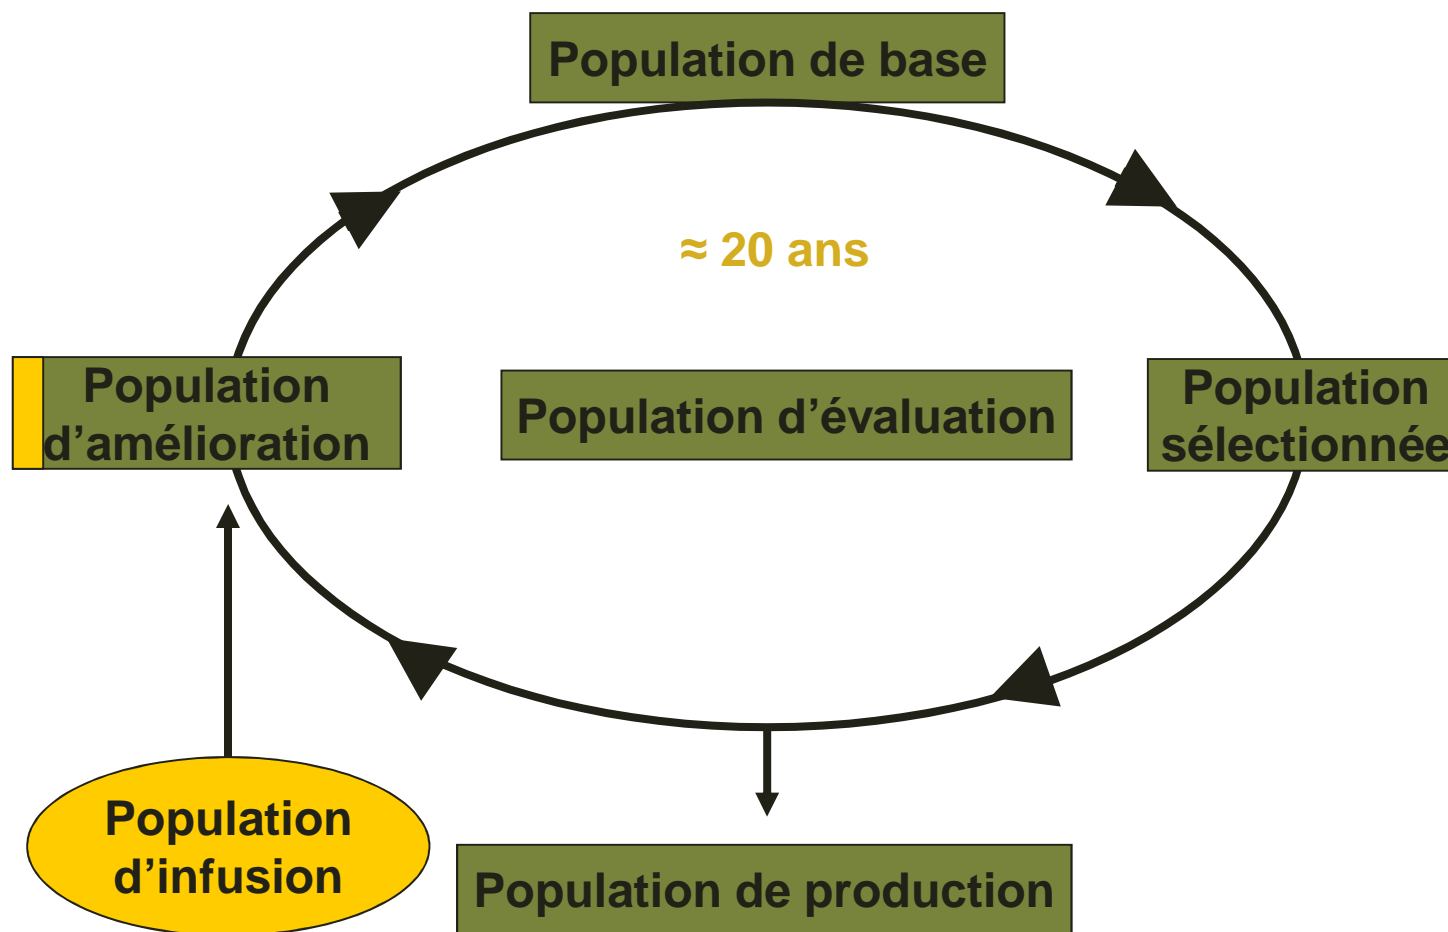 Population de base
≈ 20 ans
Population
d’amélioration
Population d’évaluation
Population
sélectionnée
Population
d’infusion
Population de production